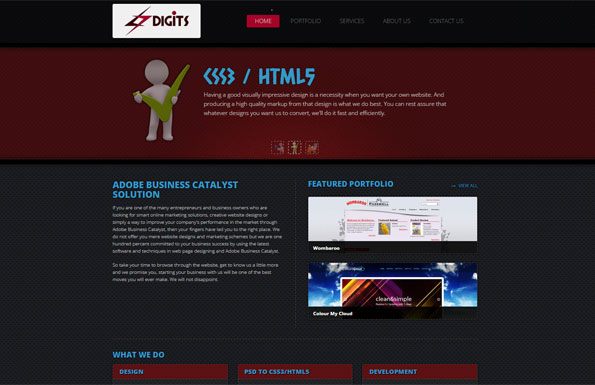 DIGITS
HOME PORTFOLIO SERVICES ABOUT US CONTACT US
CSS3 / HTML5
Having a good visually impressive design is a necessity when you want your own website. And
producing a high quality markup from that design is what we do best. You can rest assure that
whatever designs you want us to convert, we'll do it fast and efficiently.
ADOBE BUSINESS CATALYST
SOLUTION
If you are one of the many entrepreneurs and business owners who are
looking for smart online marketing solutions, creative website designs or
simply a way to improve your company's performance in the market through
Adobe Business Catalyst, then your fingers have led you to the right place. We
do not offer you mere website designs and marketing schemes but we are one
hundred percent committed to your business success by using the latest
software and techniques in web page designing and Adobe Business Catalyst.
So take your time to browse through the website, get to know us a little more
and we promise you, starting your business with us will be one of the best
moves you will ever make. We will not disappoint.
FEATURED PORTFOLIO
VIEW ALL
Wombaroo
clean&simple
Colour My Cloud
WHAT WE DO
DESIGN
PSD TO CSS3/HTML5
DEVELOPMENT